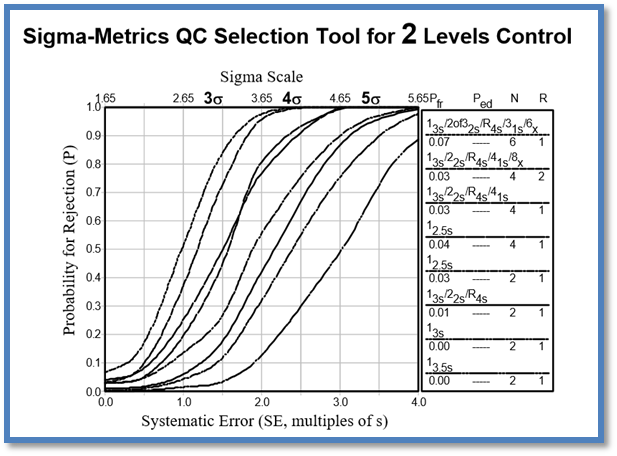 Sigma-Metrics QC Selection Tool for 2 Levels Control
Sigma Scale
1.65 2.65 3σ 3.65 4σ 4.65 5σ 5.65
Pfr Ped N R
1.0
0.9
0.8
0.7
0.6
0.5
0.4
0.3
0.2
0.1
0.0
Probability for Rejection (P)
0.0 1.0 2.0 3.0 4.0
Systematic Error (SE, multiples of s)
13s/2of32s/R4s/31s/6x
0.07 ----- 6 1
13s/22s/R4s/41s/8x
0.03 ----- 4 2
13s/22s/R4s/41s
0.03 ----- 4 1
12.5s
0.04 ----- 4 1
12.5s
0.03 ----- 2 1
13s/22s/R4s
0.01 ----- 2 1
13s
0.00 ----- 2 1
13.5s
0.00 ----- 2 1